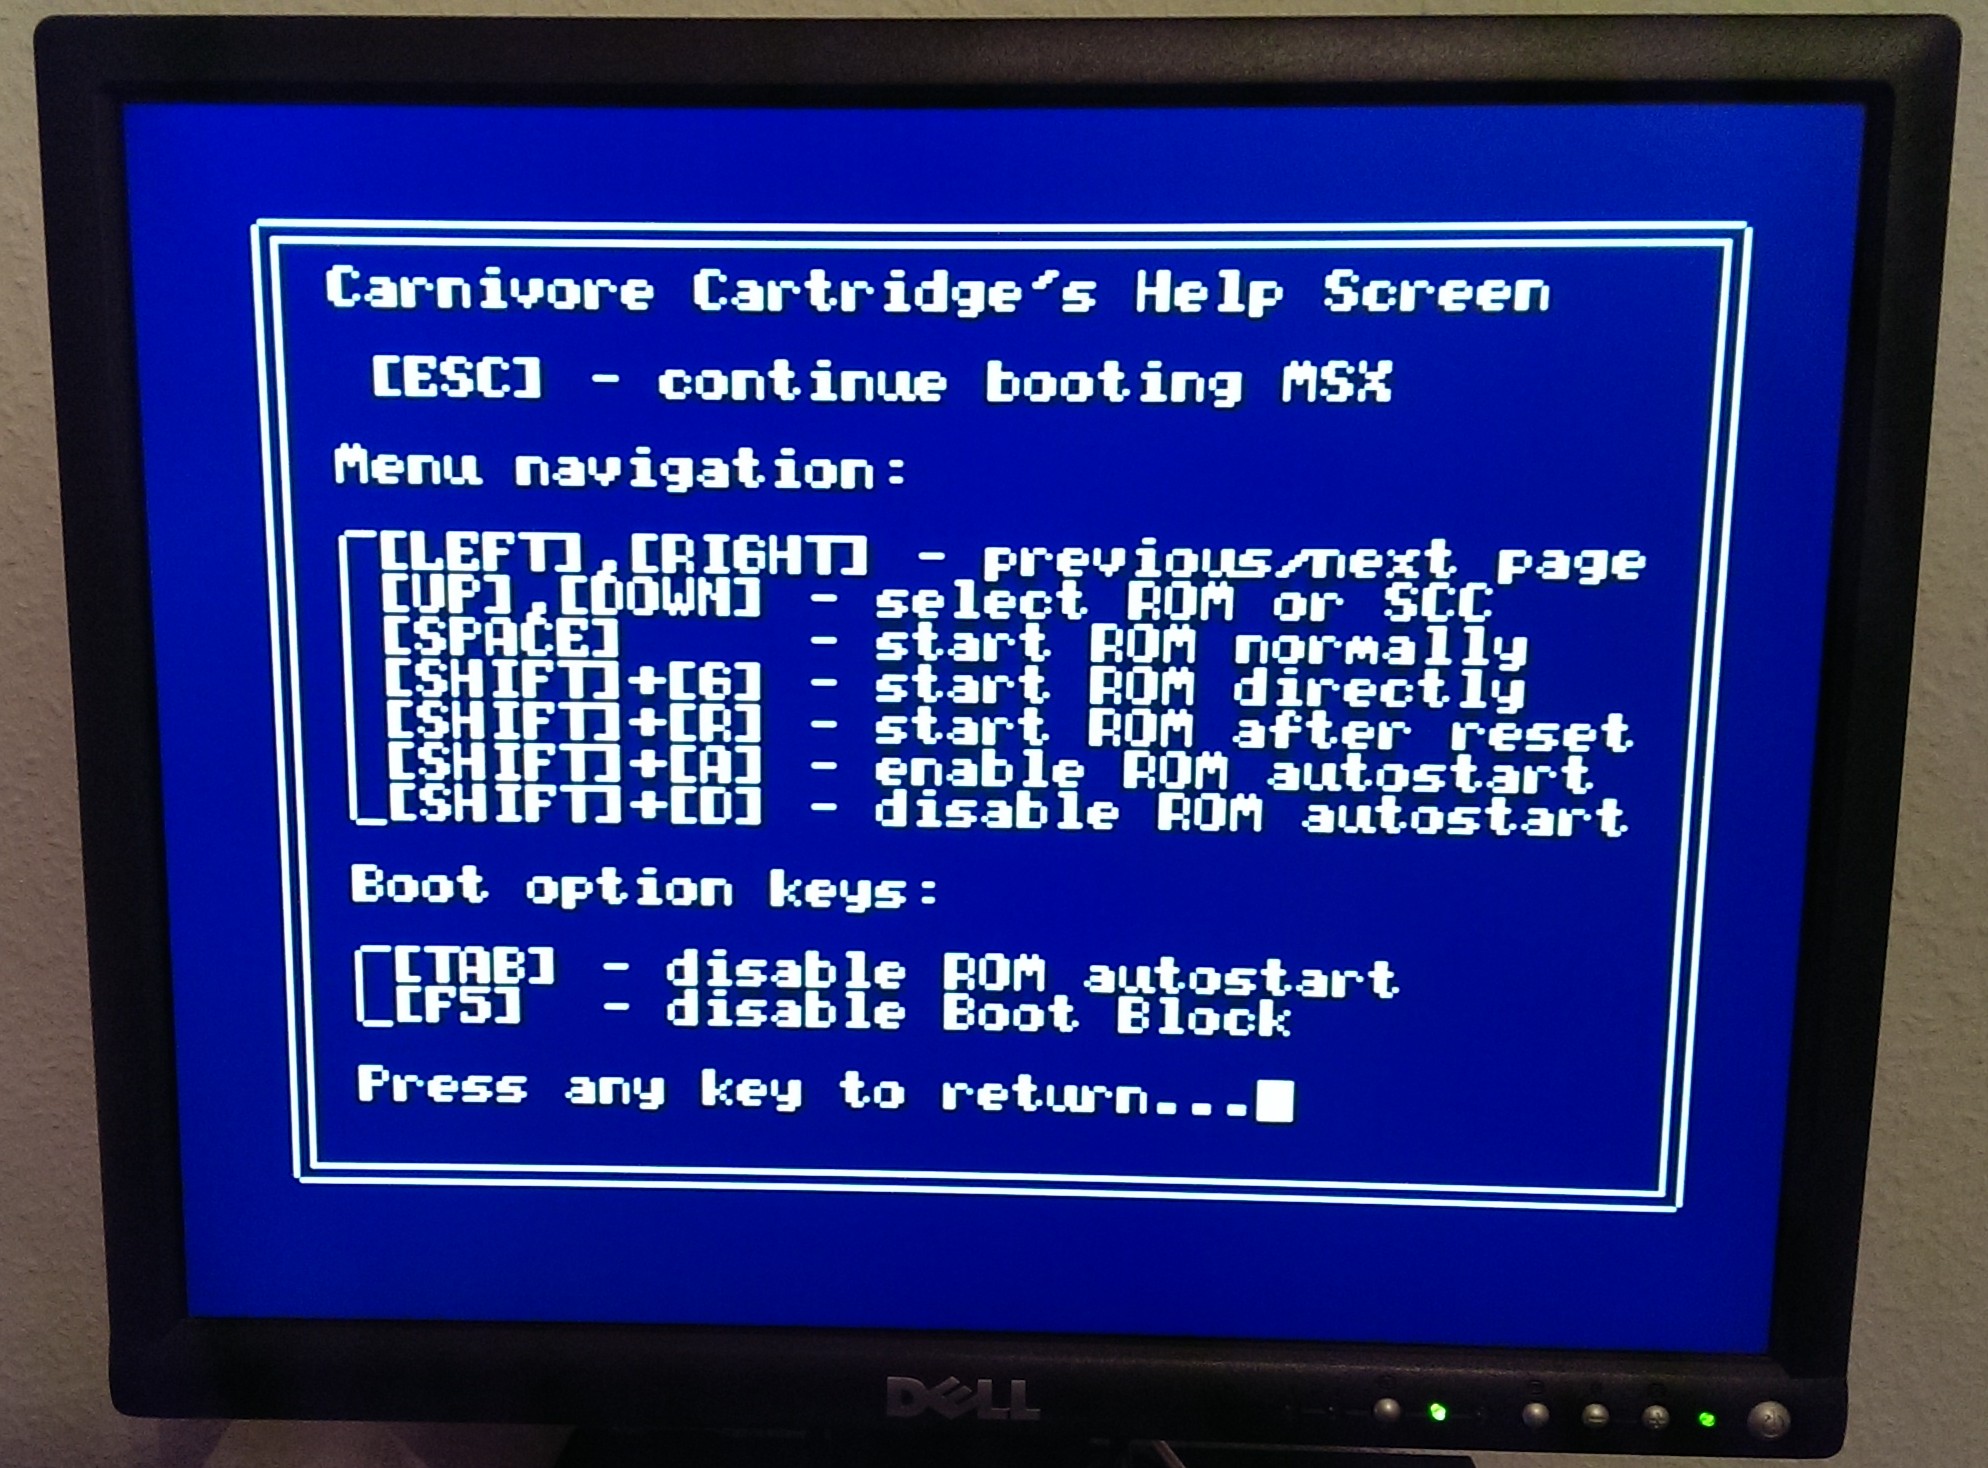 Carnivore Cartridge's Help Screen
[ESC] - continue booting MSX
Menu navigation:
[LEFT],[RIGHT] - previous/next page
[UP],[DOWN] - select ROM or SCC
[SPACE] - start ROM normally
[SHIFT]+[G] - start ROM directly
[SHIFT]+[R] - start ROM after reset
[SHIFT]+[A] - enable ROM autostart
[SHIFT]+[D] - disable ROM autostart
Boot option keys:
[TAB] - disable ROM autostart
[F5] - disable Boot Block
Press any key to return...
DELL